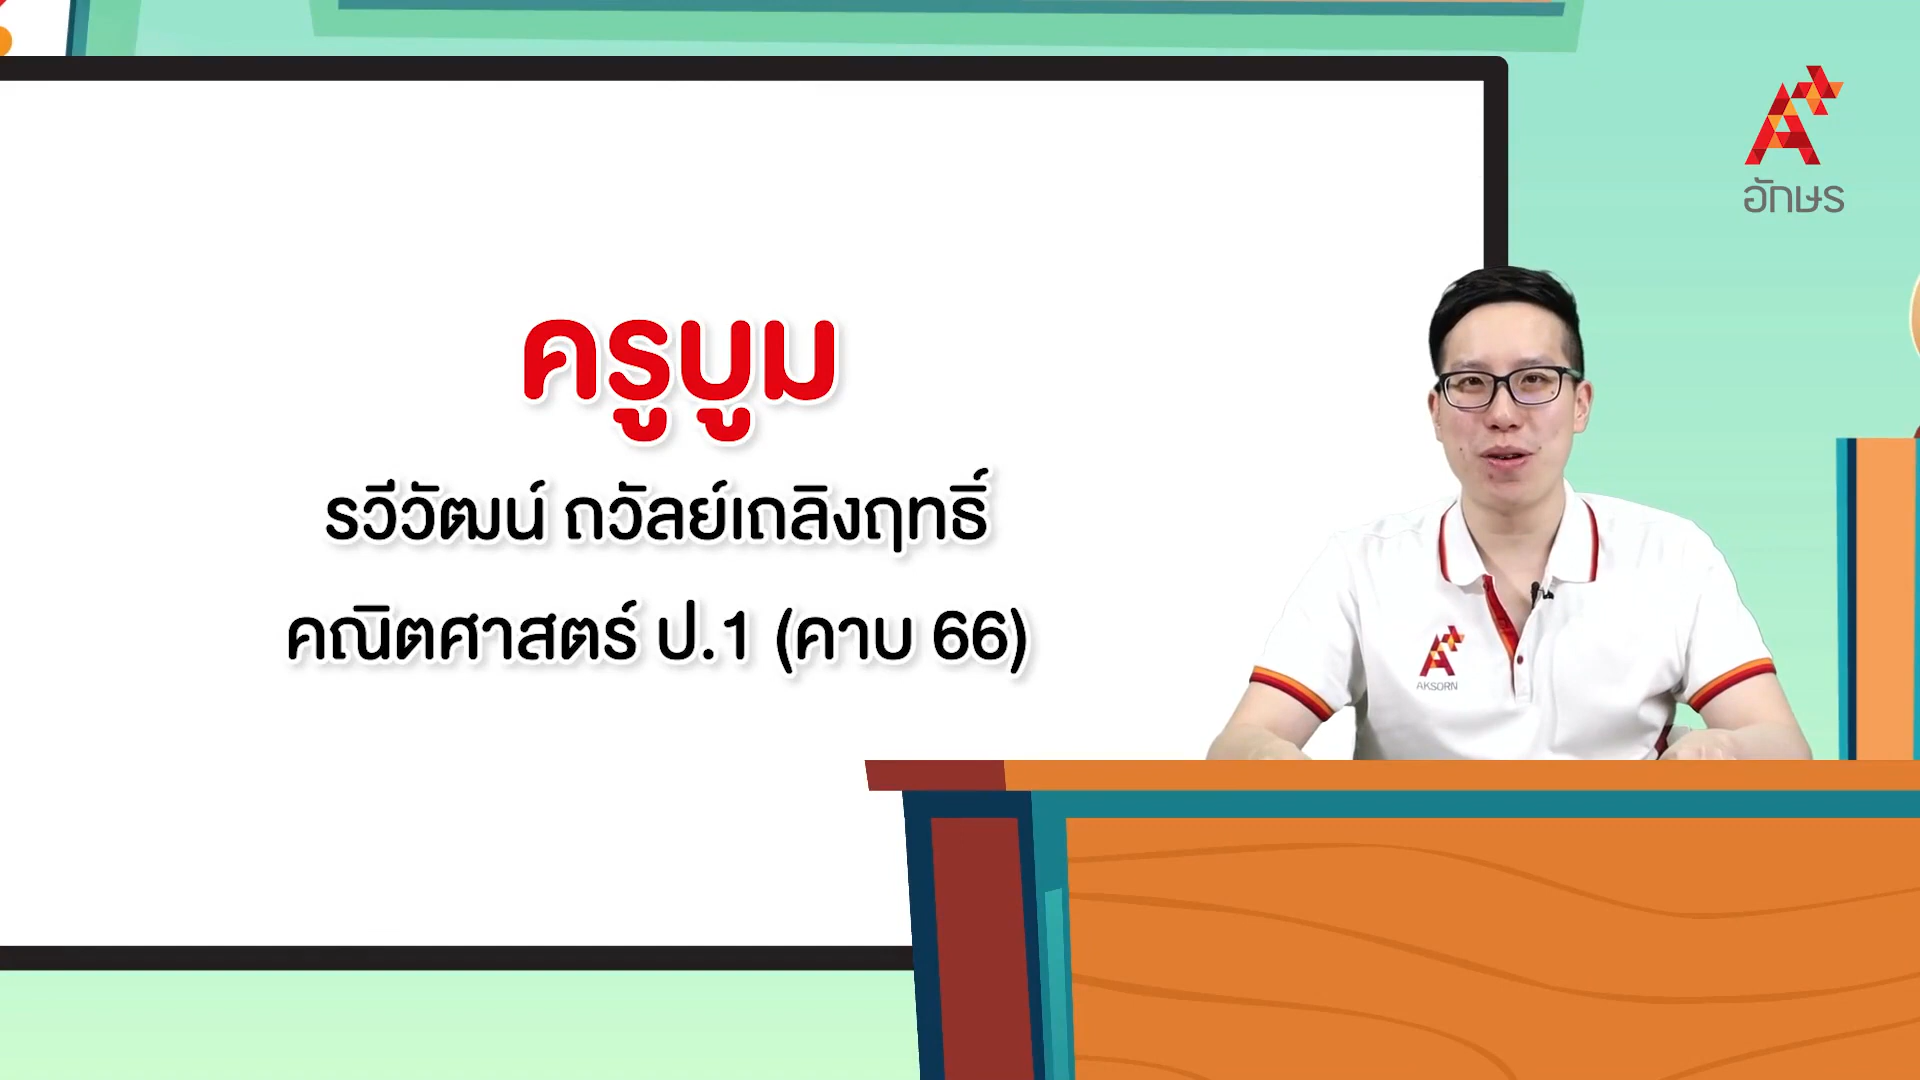 อักษร
ครูบูม
รวีวัฒน์ ถวัลย์เถลิงฤทธิ์
คณิตศาสตร์ ป.1 (คาบ 66)
AKSORN